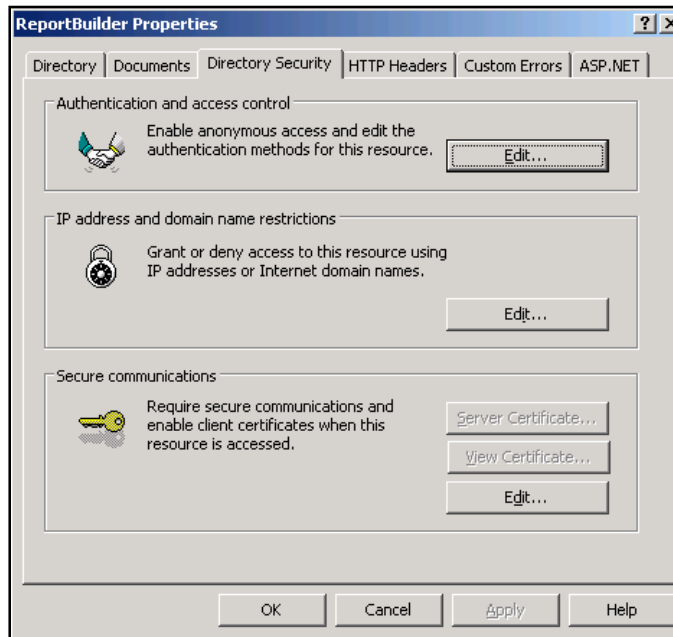 ReportBuilder Properties
Directory Documents Directory Security HTTP Headers Custom Errors ASP.NET
Authentication and access control
Enable anonymous access and edit the
authentication methods for this resource.
Edit...
IP address and domain name restrictions
Grant or deny access to this resource using
IP addresses or Internet domain names.
Edit...
Secure communications
Require secure communications and
enable client certificates when this
resource is accessed.
Server Certificate...
View Certificate...
Edit...
OK Cancel Apply Help